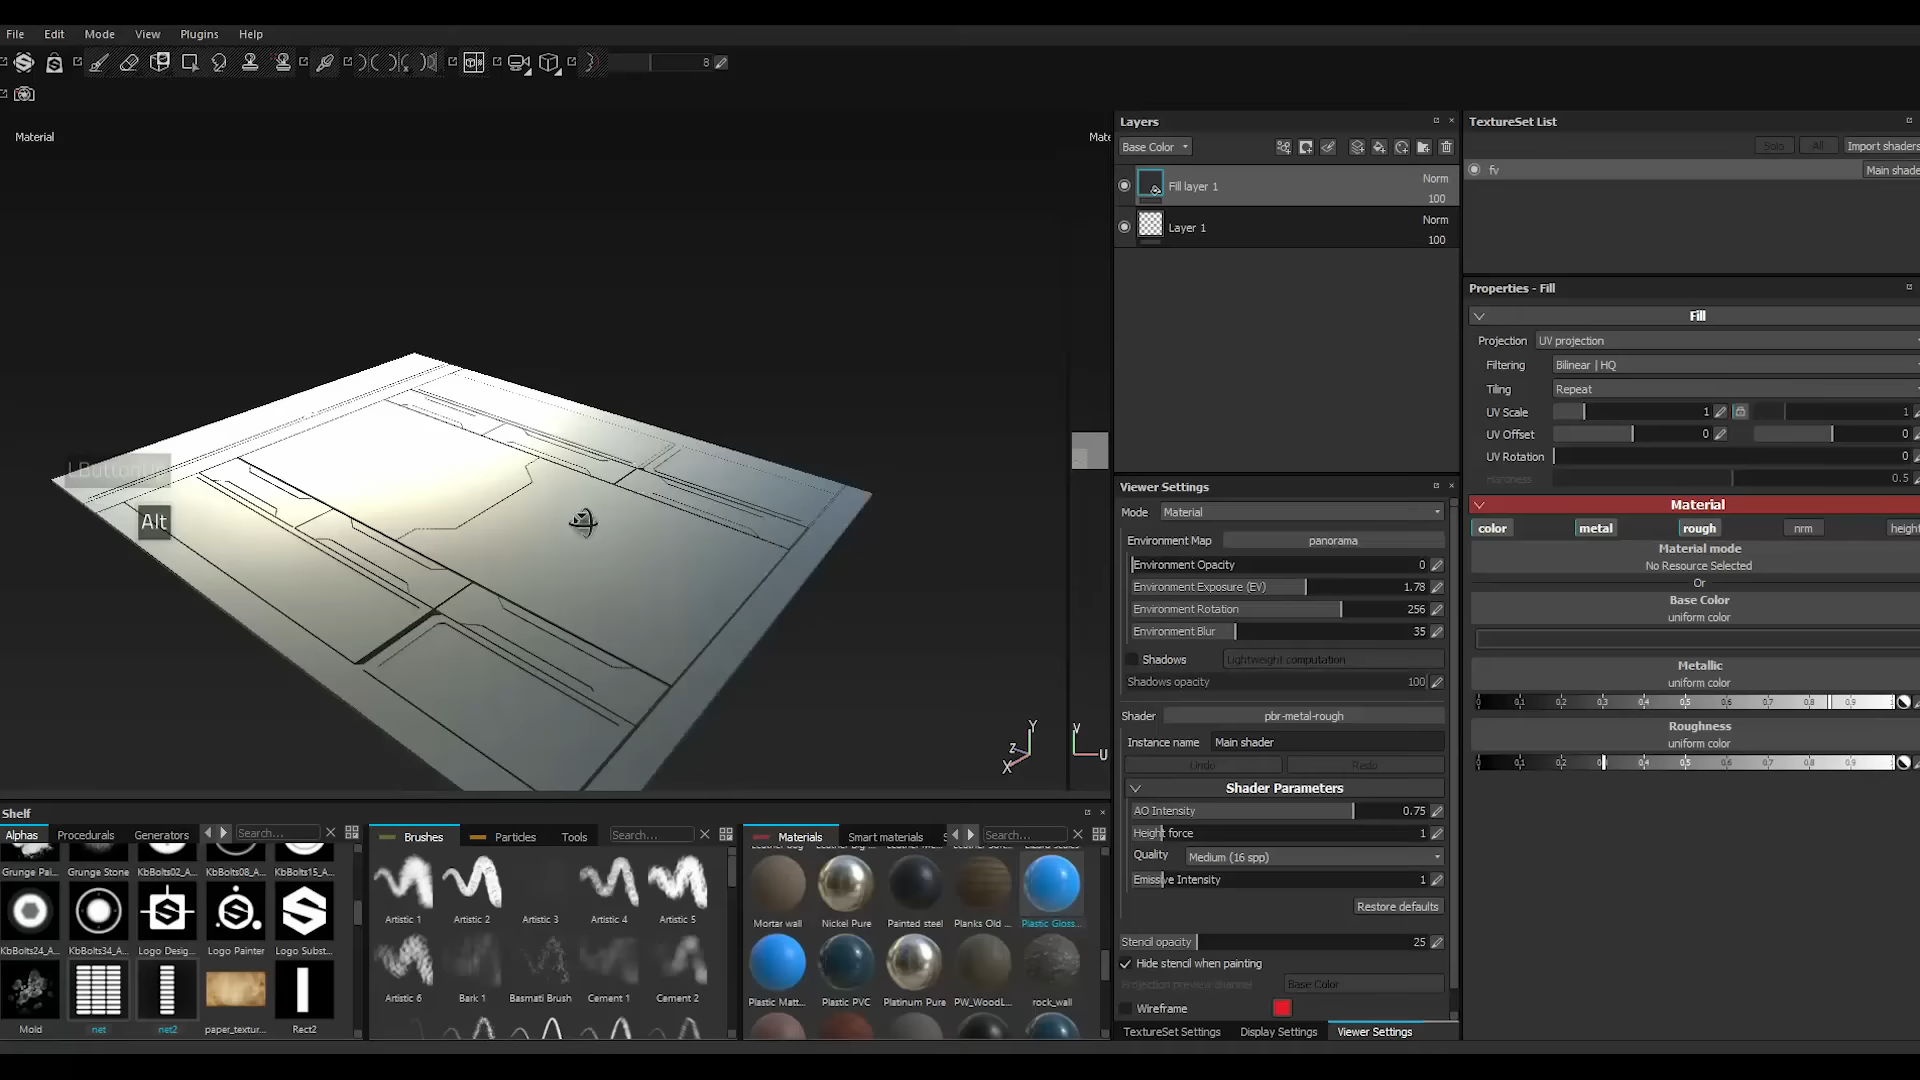 File Edit Mode View Plugins Help
8
Material
Mate
Alt
Y
Z
X
V
U
Layers
Base Color
Fill layer 1
Norm
100
Layer 1
Norm
100
TextureSet List
Solo All Import shaders
fv
Main shade
Properties - Fill
Fill
Projection UV projection
Filtering Bilinear | HQ
Tiling Repeat
UV Scale 1 1
UV Offset 0 0
UV Rotation 0
Hardness 0.5
Material
color metal rough nrm height
Material mode
No Resource Selected
Or
Base Color
uniform color
Metallic
uniform color
Roughness
uniform color
Viewer Settings
Mode Material
Environment Map panorama
Environment Opacity 0
Environment Exposure (EV) 1.78
Environment Rotation 256
Environment Blur 35
Shadows Lightweight computation
Shadows opacity 100
Shader pbr-metal-rough
Instance name Main shader
Undo Redo
Shader Parameters
AO Intensity 0.75
Height force 1
Quality Medium (16 spp)
Emissive Intensity 1
Restore defaults
Stencil opacity 25
Hide stencil when painting
Projection preview channel Base Color
Wireframe
TextureSet Settings Display Settings Viewer Settings
Shelf
Alphas Procedurals Generators Search...
Grunge Pai... Grunge Stone KbBolts02_A... KbBolts08_A... KbBolts15_A...
KbBolts24_A... KbBolts34_A... Logo Desig... Logo Painter Logo Subst...
Mold net net2 paper_textur... Rect2
Brushes Particles Tools Search...
Artistic 1 Artistic 2 Artistic 3 Artistic 4 Artistic 5
Artistic 6 Bark 1 Basmati Brush Cement 1 Cement 2
Materials Smart materials S Search...
Mortar wall Nickel Pure Painted steel Planks Old ... Plastic Gloss...
Plastic Matt... Plastic PVC Platinum Pure PW_WoodL... rock_wall